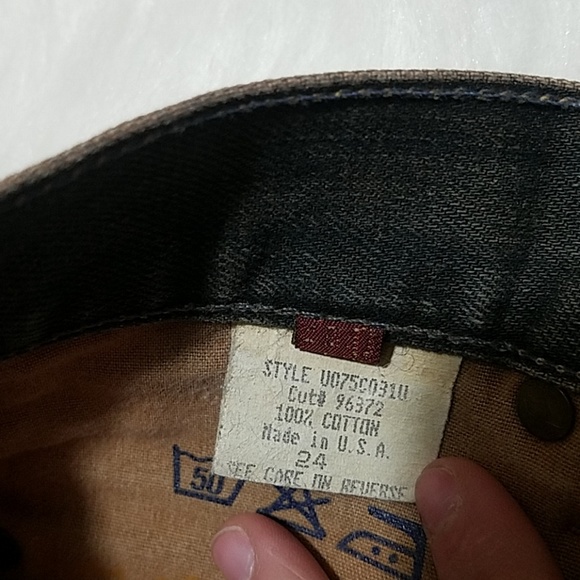 STYLE U075C031U
Cut# 96372
100% COTTON
Made in U.S.A.
24
SEE CARE ON REVERSE
50